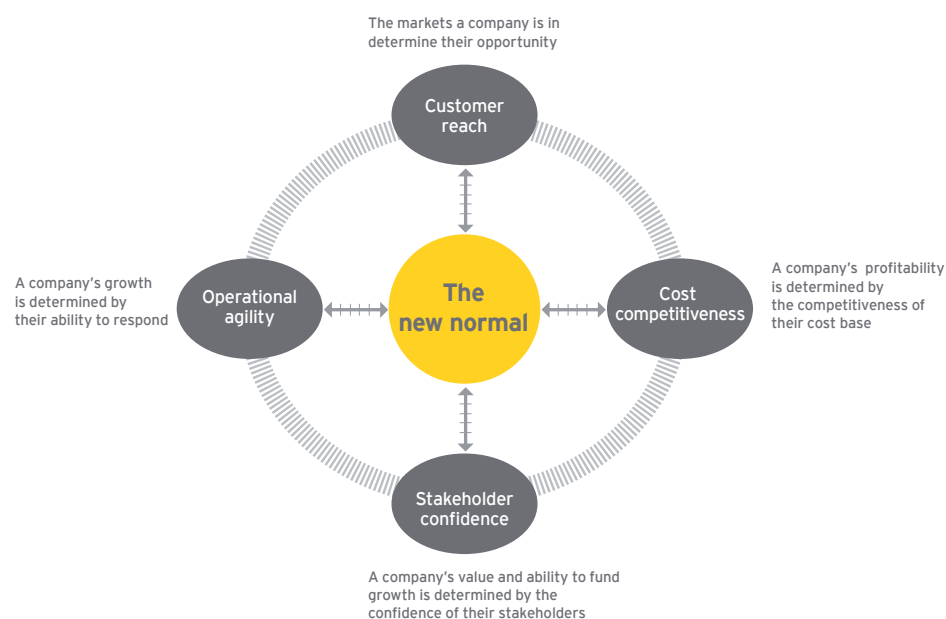 The markets a company is in
determine their opportunity
Customer
reach
A company’s growth
is determined by
their ability to respond
Operational
agility
The
new normal
Cost
competitiveness
A company’s profitability
is determined by
the competitiveness of
their cost base
Stakeholder
confidence
A company’s value and ability to fund
growth is determined by the
confidence of their stakeholders